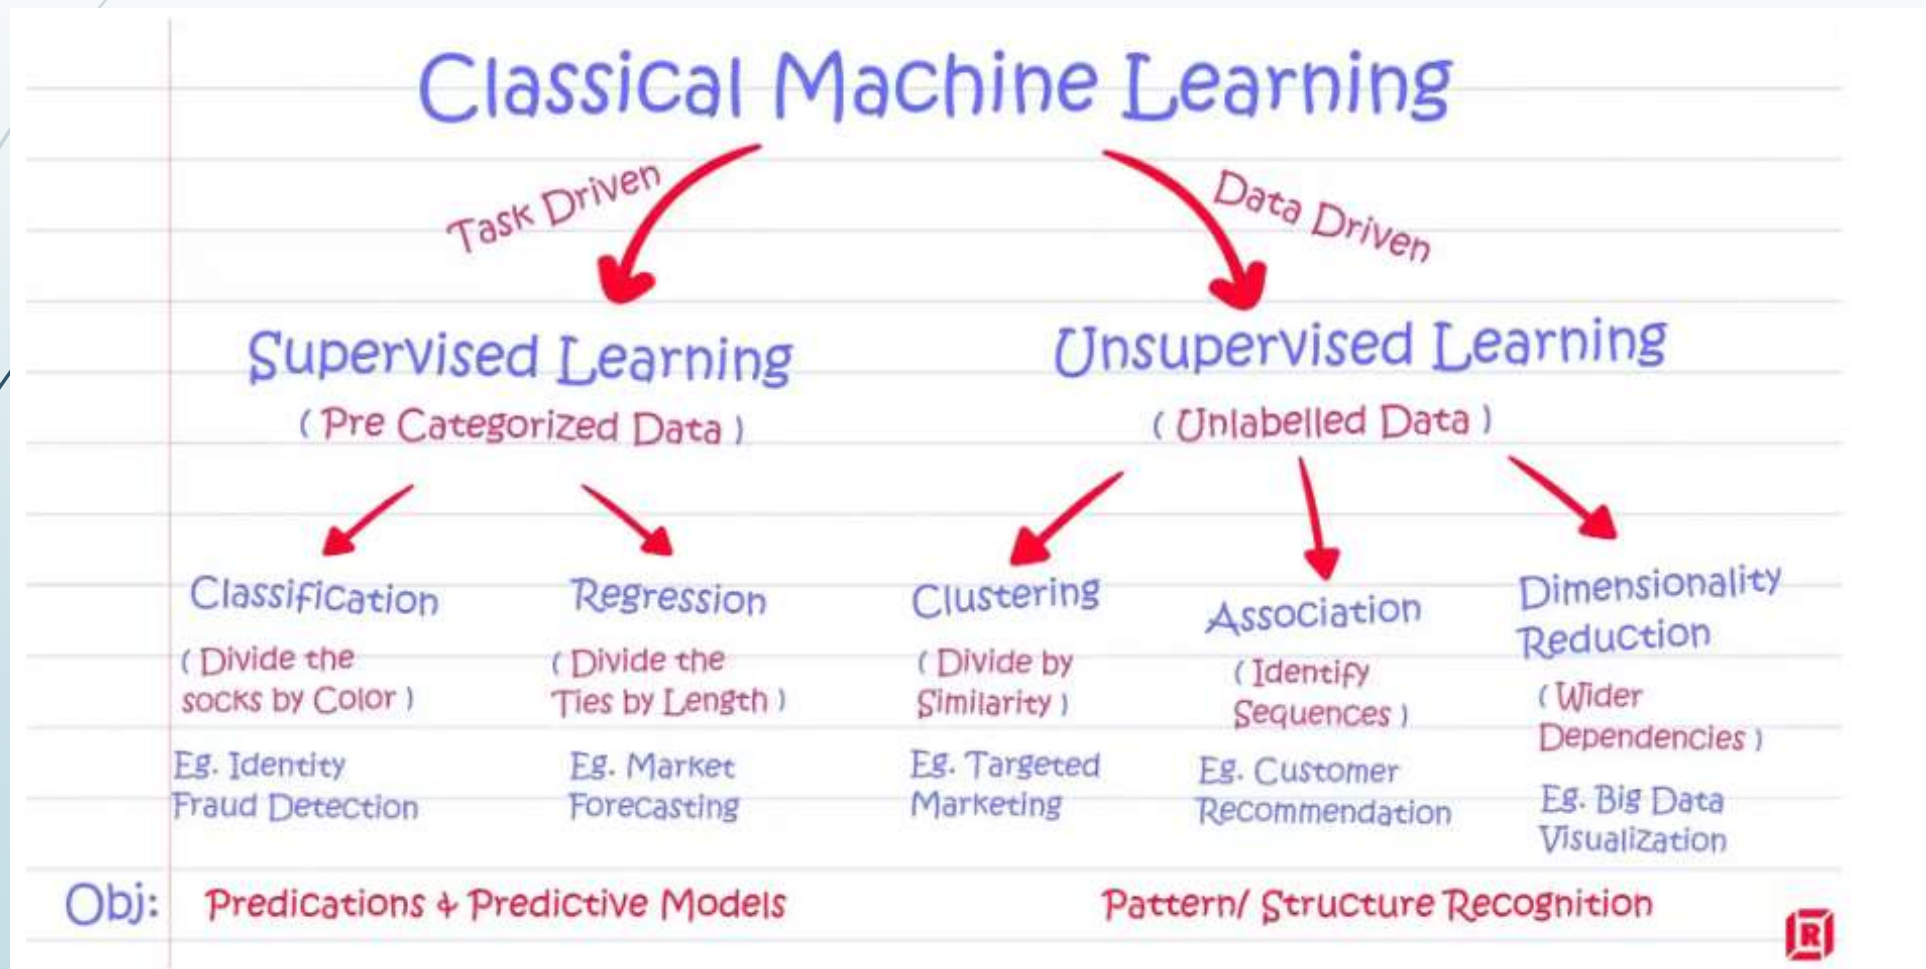 Classical Machine Learning
Task Driven
Data Driven
Supervised Learning
( Pre Categorized Data )
Unsupervised Learning
( Unlabelled Data )
Classification
( Divide the
socks by Color )
Eg. Identity
Fraud Detection
Regression
( Divide the
Ties by Length )
Eg. Market
Forecasting
Clustering
( Divide by
Similarity )
Eg. Targeted
Marketing
Association
( Identify
Sequences )
Eg. Customer
Recommendation
Dimensionality
Reduction
( Wider
Dependencies )
Eg. Big Data
Visualization
Obj: Predications & Predictive Models
Pattern/ Structure Recognition
R